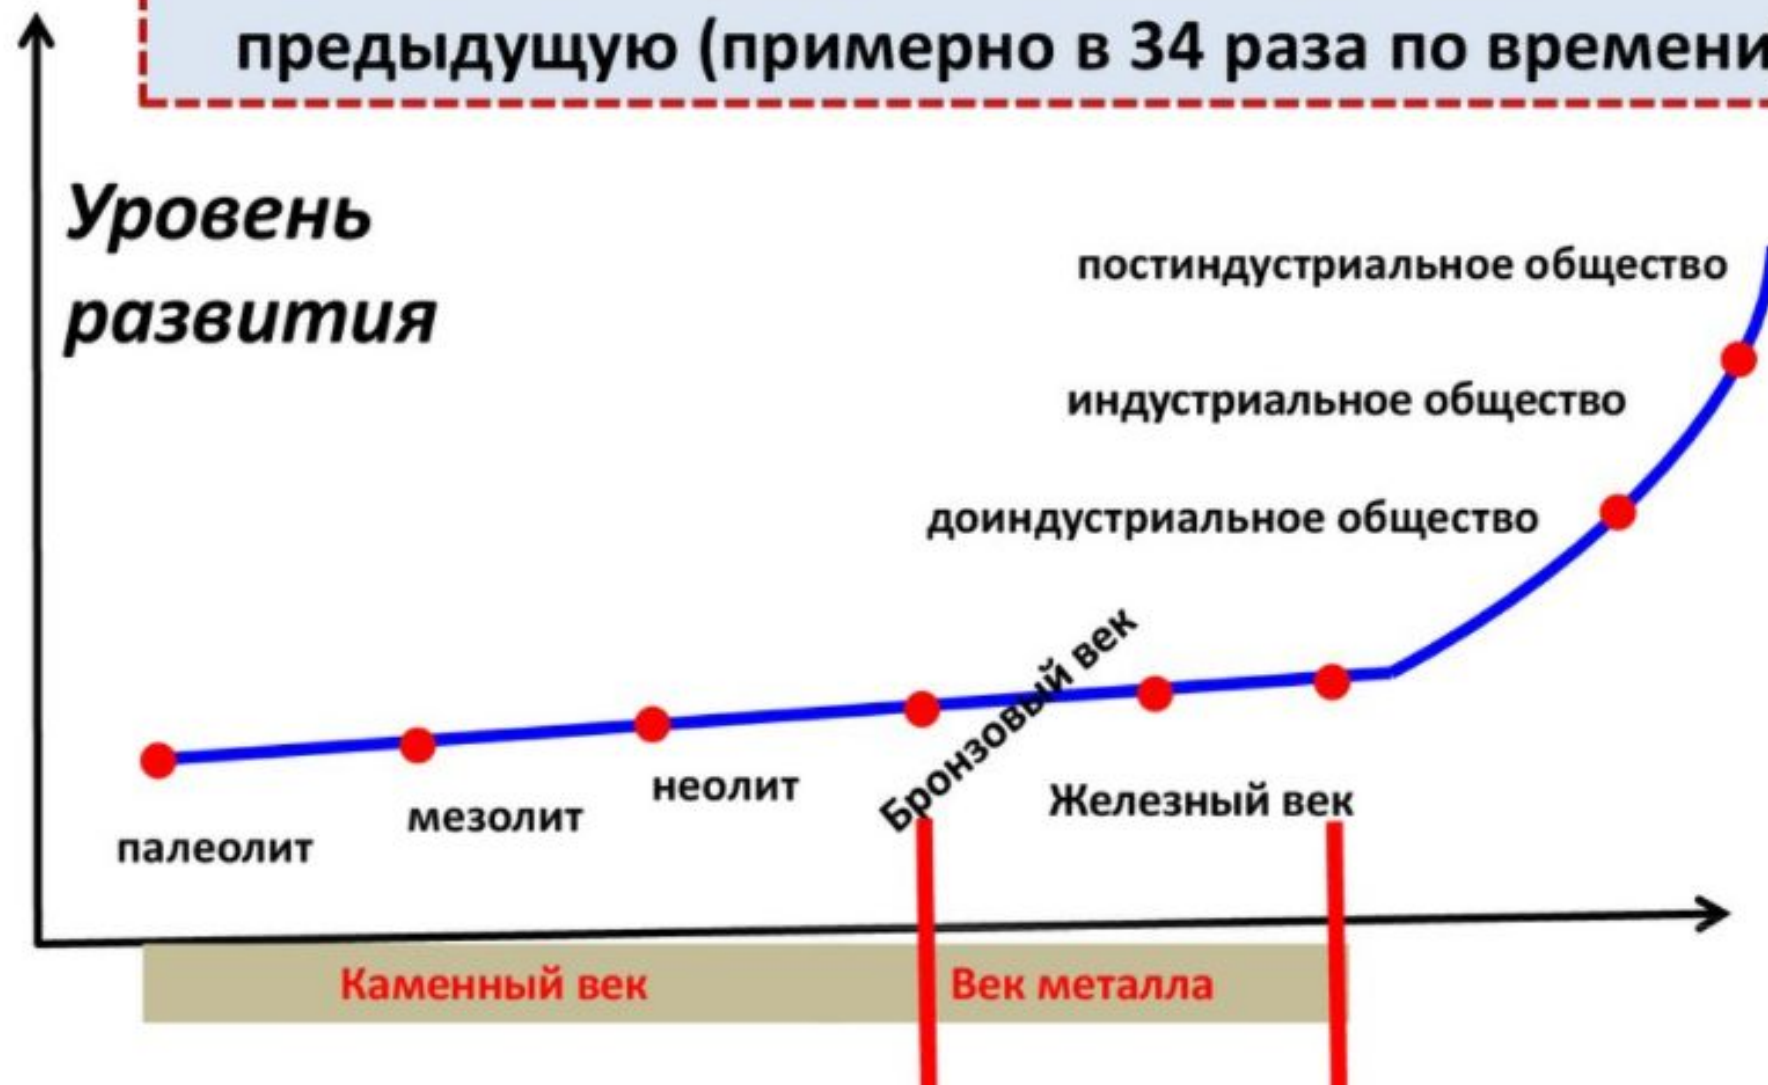 предыдущую (примерно в 34 раза по времени
Уровень
развития
постиндустриальное общество
индустриальное общество
доиндустриальное общество
Бронзовый век
неолит
Железный век
мезолит
палеолит
Каменный век
Век металла